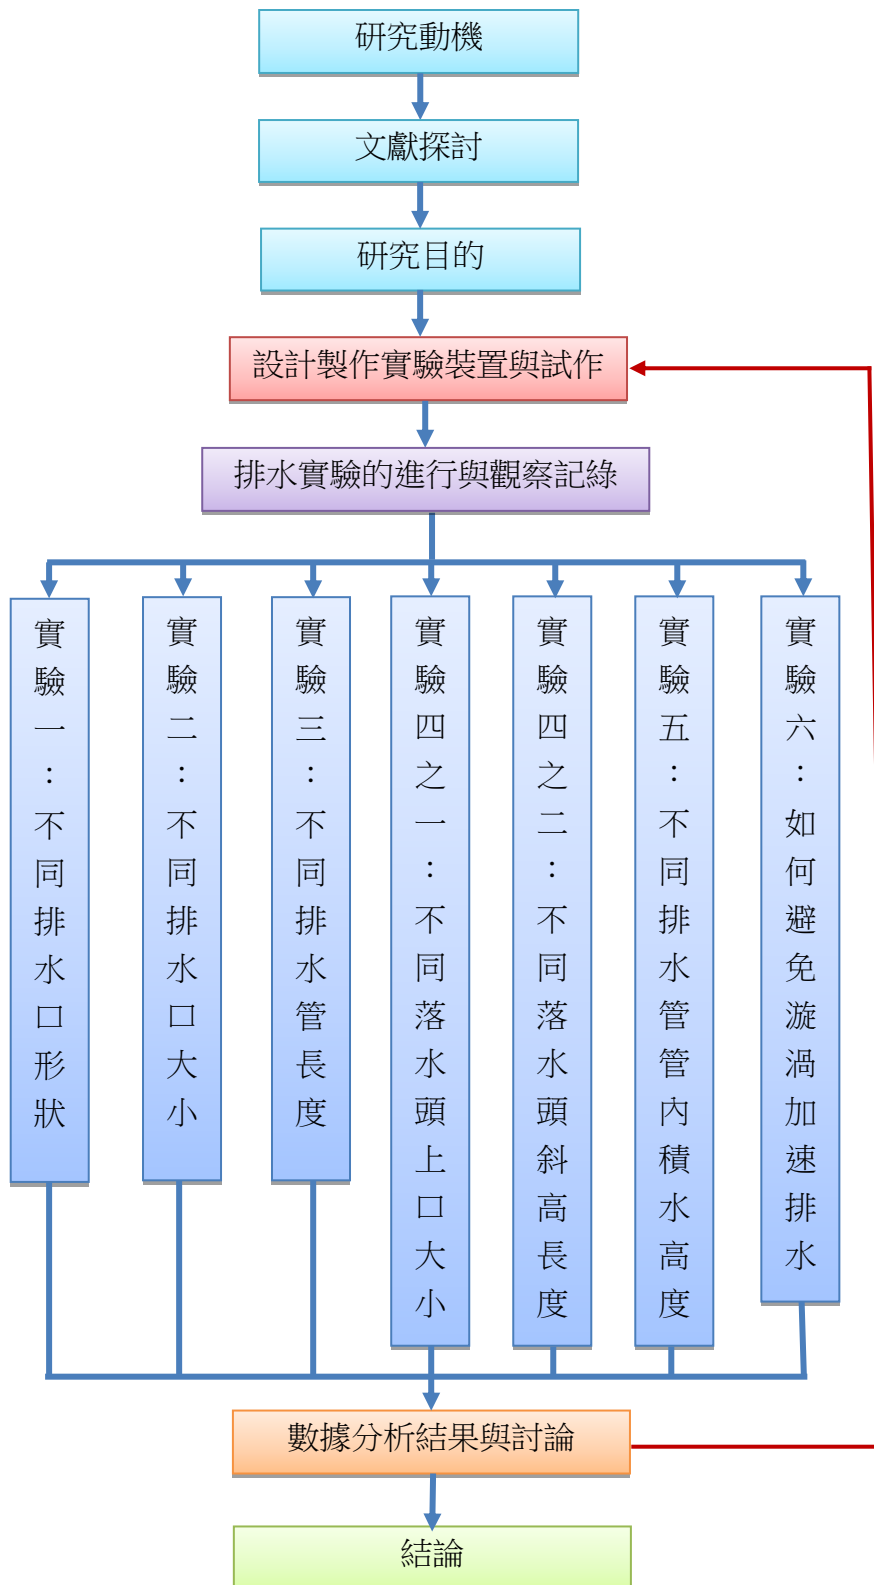 研究動機
文獻探討
研究目的
設計製作實驗裝置與試作
排水實驗的進行與觀察記錄
實驗一：不同排水口形狀
實驗二：不同排水口大小
實驗三：不同排水管長度
實驗四之一：不同落水頭上口大小
實驗四之二：不同落水頭斜高長度
實驗五：不同排水管管內積水高度
實驗六：如何避免漩渦加速排水
數據分析結果與討論
結論